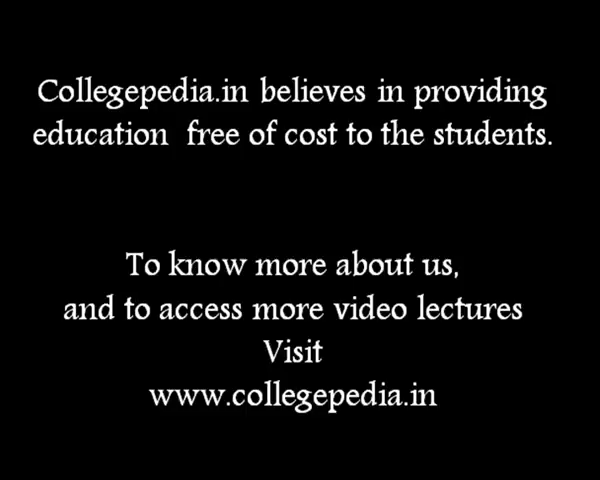 Collegepedia.in believes in providing
education free of cost to the students.
To know more about us,
and to access more video lectures
Visit
www.collegepedia.in